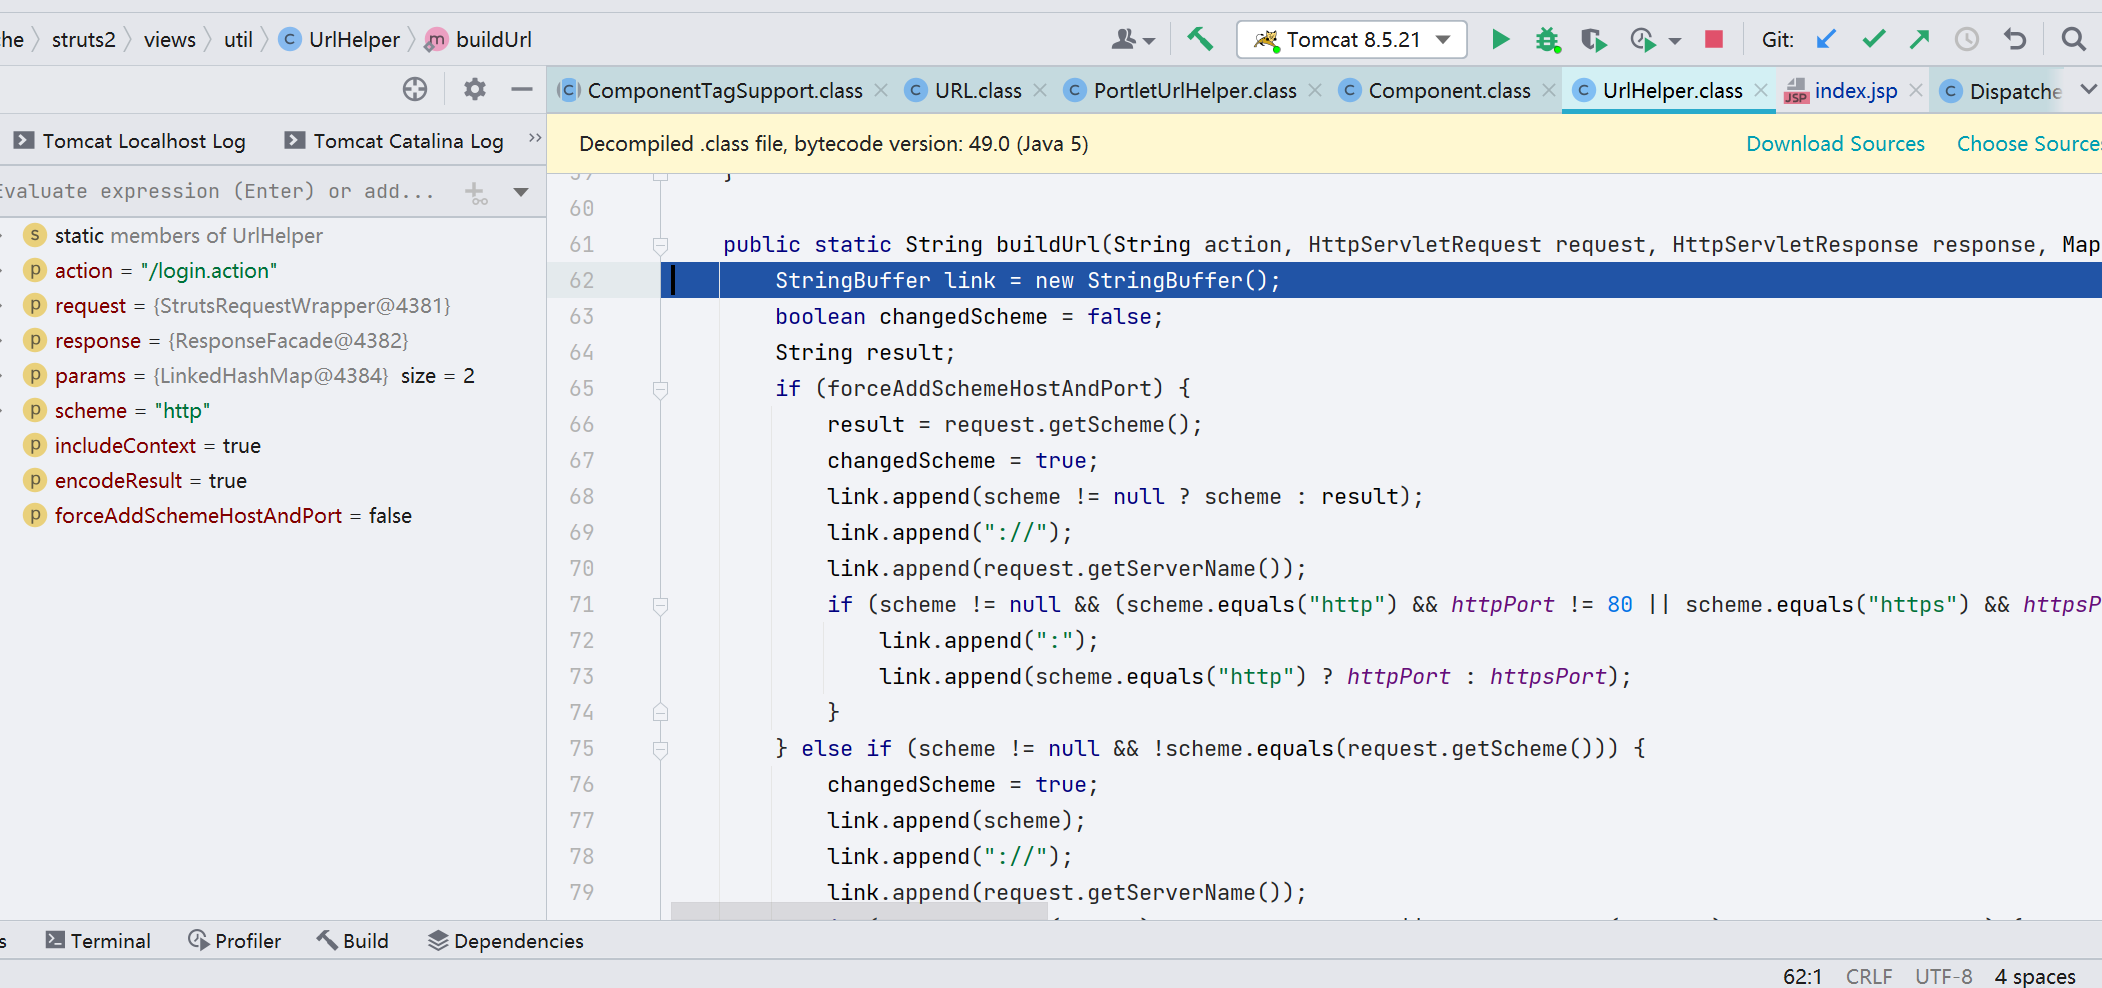 he struts2 views util C UrlHelper m buildUrl Tomcat 8.5.21 Git:
C ComponentTagSupport.class C URL.class C PortletUrlHelper.class C Component.class C UrlHelper.class JSP index.jsp C Dispatche
Tomcat Localhost Log Tomcat Catalina Log »
Decompiled .class file, bytecode version: 49.0 (Java 5) Download Sources Choose Source
Evaluate expression (Enter) or add...
s static members of UrlHelper
p action = "/login.action"
p request = {StrutsRequestWrapper@4381}
p response = {ResponseFacade@4382}
p params = {LinkedHashMap@4384} size = 2
p scheme = "http"
p includeContext = true
p encodeResult = true
p forceAddSchemeHostAndPort = false
59 }
60
61 public static String buildUrl(String action, HttpServletRequest request, HttpServletResponse response, Map
62 StringBuffer link = new StringBuffer();
63 boolean changedScheme = false;
64 String result;
65 if (forceAddSchemeHostAndPort) {
66 result = request.getScheme();
67 changedScheme = true;
68 link.append(scheme != null ? scheme : result);
69 link.append("://");
70 link.append(request.getServerName());
71 if (scheme != null && (scheme.equals("http") && httpPort != 80 || scheme.equals("https") && httpsP
72 link.append(":");
73 link.append(scheme.equals("http") ? httpPort : httpsPort);
74 }
75 } else if (scheme != null && !scheme.equals(request.getScheme())) {
76 changedScheme = true;
77 link.append(scheme);
78 link.append("://");
79 link.append(request.getServerName());
s Terminal Profiler Build Dependencies
62:1 CRLF UTF-8 4 spaces